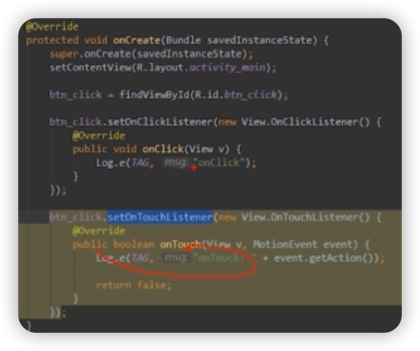 @Override
protected void onCreate(Bundle savedInstanceState) {
super.onCreate(savedInstanceState);
setContentView(R.layout.activity_main);
btn_click = findViewById(R.id.btn_click);
btn_click.setOnClickListener(new View.OnClickListener() {
@Override
public void onClick(View v) {
Log.e(TAG, msg: "onClick");
}
});
btn_click.setOnTouchListener(new View.OnTouchListener() {
@Override
public boolean onTouch(View v, MotionEvent event) {
Log.e(TAG, msg: "onTouch" + event.getAction());
return false;
}
});
}